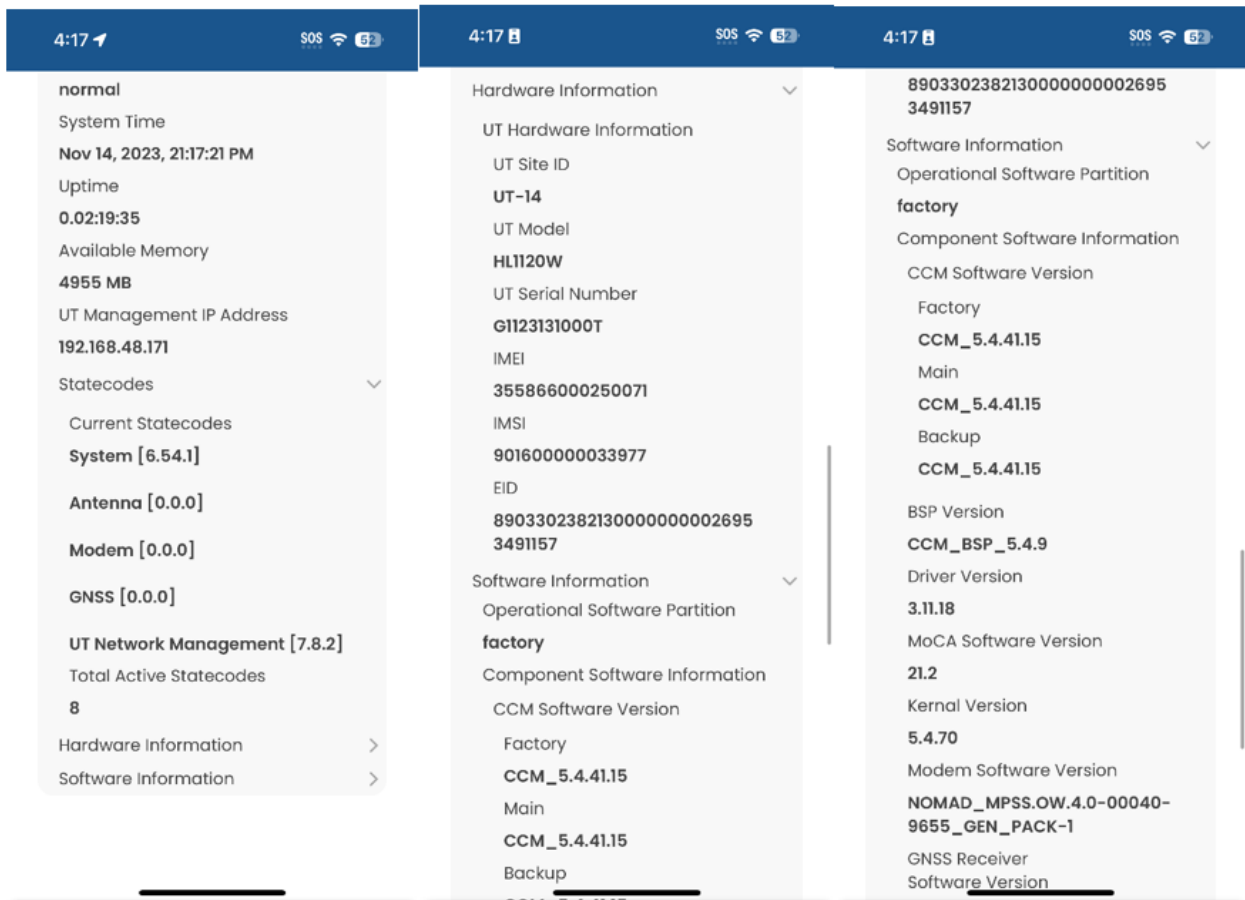 4:17
SOS
52
normal
System Time
Nov 14, 2023, 21:17:21 PM
Uptime
0.02:19:35
Available Memory
4955 MB
UT Management IP Address
192.168.48.171
Statecodes
Current Statecodes
System [6.54.1]
Antenna [0.0.0]
Modem [0.0.0]
GNSS [0.0.0]
UT Network Management [7.8.2]
Total Active Statecodes
8
Hardware Information
Software Information
4:17
SOS
52
Hardware Information
UT Hardware Information
UT Site ID
UT-14
UT Model
HL1120W
UT Serial Number
G1123131000T
IMEI
355866000250071
IMSI
901600000033977
EID
8903302382130000000002695
3491157
Software Information
Operational Software Partition
factory
Component Software Information
CCM Software Version
Factory
CCM_5.4.41.15
Main
CCM_5.4.41.15
Backup
4:17
SOS
52
8903302382130000000002695
3491157
Software Information
Operational Software Partition
factory
Component Software Information
CCM Software Version
Factory
CCM_5.4.41.15
Main
CCM_5.4.41.15
Backup
CCM_5.4.41.15
BSP Version
CCM_BSP_5.4.9
Driver Version
3.11.18
MoCA Software Version
21.2
Kernal Version
5.4.70
Modem Software Version
NOMAD_MPSS.OW.4.0-00040-
9655_GEN_PACK-1
GNSS Receiver
Software Version